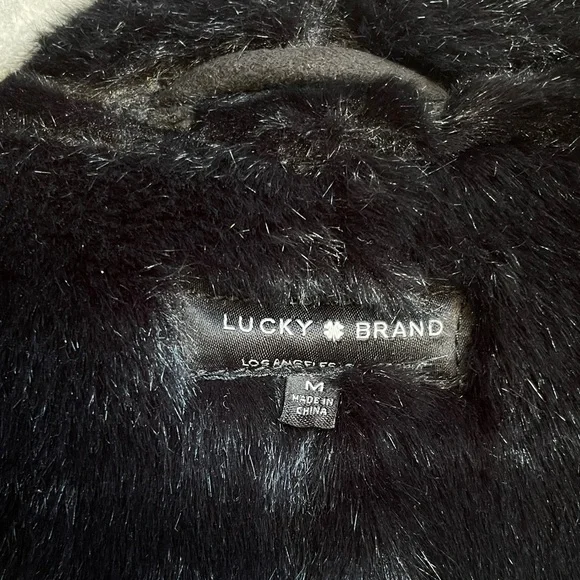 LUCKY BRAND
LOS ANGELES
M
MADE IN
CHINA